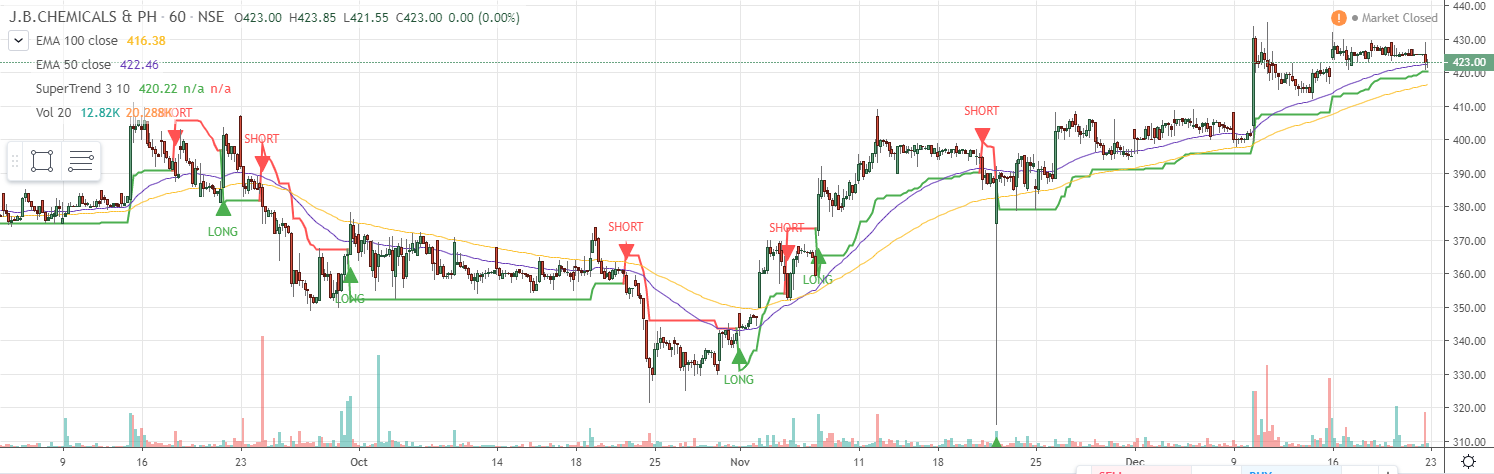 J.B.CHEMICALS & PH · 60 · NSE O423.00 H423.85 L421.55 C423.00 0.00 (0.00%)
! Market Closed
EMA 100 close 416.38
EMA 50 close 422.46
SuperTrend 3 10 420.22 n/a n/a
Vol 20 12.82K 20.288K
SHORT
LONG
SHORT
LONG
SHORT
LONG
SHORT
LONG
SHORT
440.00
430.00
423.00
420.00
410.00
400.00
390.00
380.00
370.00
360.00
350.00
340.00
330.00
320.00
310.00
9 16 23 Oct 14 22 25 Nov 11 18 25 Dec 9 16 23
SELL BUY